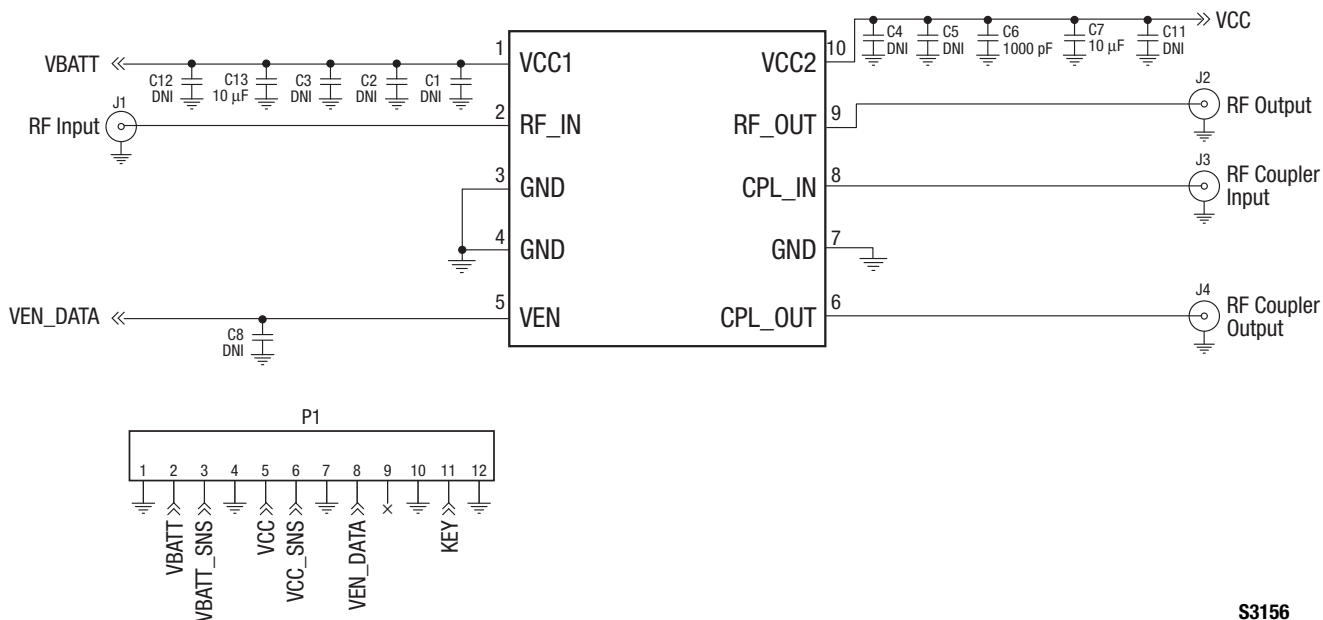 VCC
C4
DNI
C5
DNI
C6
1000 pF
C7
10 μF
C11
DNI
VBATT
C12
DNI
C13
10 μF
C3
DNI
C2
DNI
C1
DNI
1
VCC1
VCC2
10
J1
RF Input
2
RF_IN
RF_OUT
9
J2
RF Output
3
GND
CPL_IN
8
J3
RF Coupler
Input
4
GND
GND
7
VEN_DATA
C8
DNI
5
VEN
CPL_OUT
6
J4
RF Coupler
Output
P1
1 2 3 4 5 6 7 8 9 10 11 12
VBATT
VBATT_SNS
VCC
VCC_SNS
VEN_DATA
×
KEY
S3156